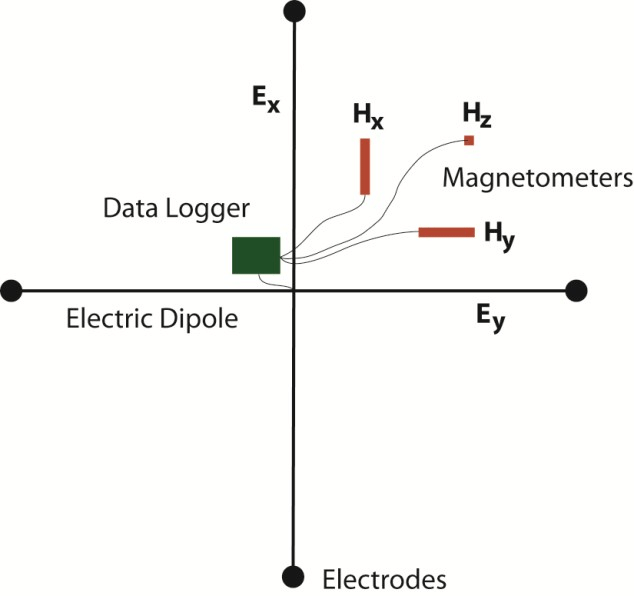 Ex
Hx
Hz
Magnetometers
Data Logger
Hy
Electric Dipole
Ey
Electrodes